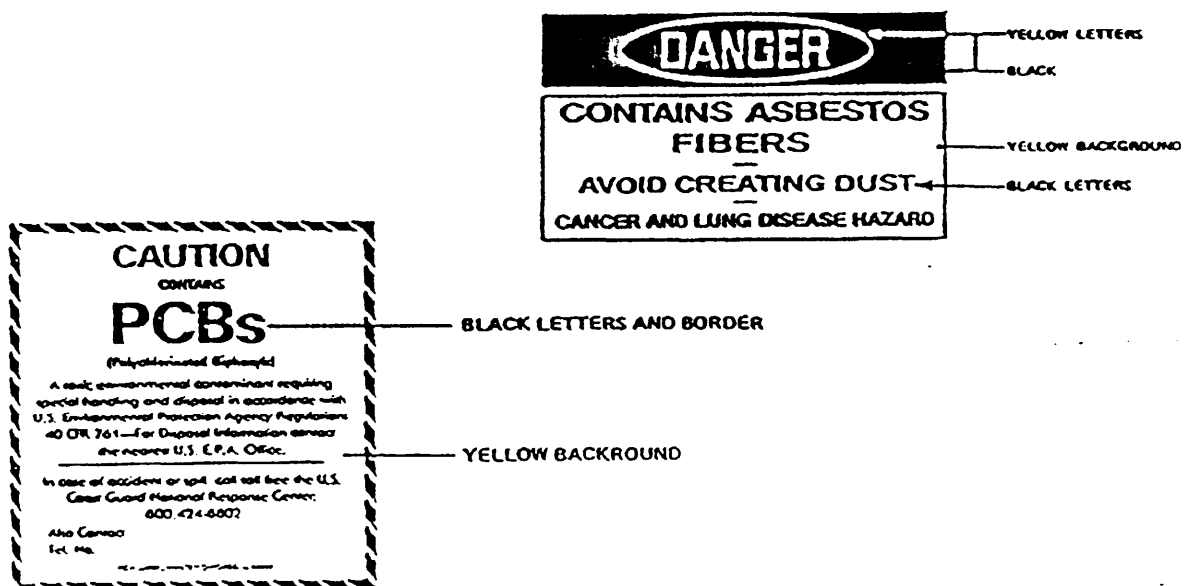 DANGER
YELLOW LETTERS
BLACK
CONTAINS ASBESTOS
FIBERS
YELLOW BACKGROUND
AVOID CREATING DUST
BLACK LETTERS
CANCER AND LUNG DISEASE HAZARD
CAUTION
CONTAINS
PCBs
BLACK LETTERS AND BORDER
(Polychlorinated Biphenyls)
A toxic environmental contaminant requiring
special handling and disposal in accordance with
U.S. Environmental Protection Agency Regulations
40 CFR 761—For Disposal Information contact
the nearest U.S. E.P.A. Office.
YELLOW BACKROUND
In case of accident or spill, call toll free the U.S.
Coast Guard National Response Center.
800.424-8802
Also Contact
Tel. No.